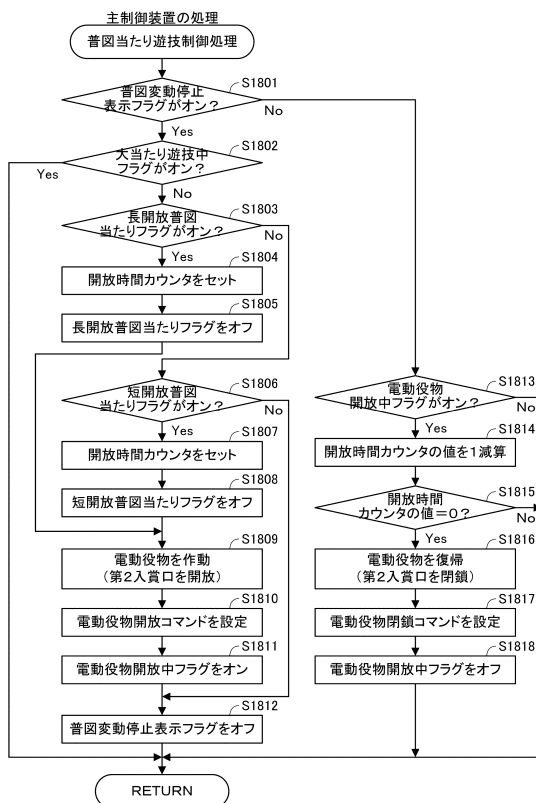 主制御装置の処理
普図当たり遊技制御処理
S1801
普図変動停止
表示フラグがオン?
No
Yes
S1802
大当たり遊技中
フラグがオン?
Yes
No
S1803
長開放普図
当たりフラグがオン?
No
Yes
S1804
開放時間カウンタをセット
S1805
長開放普図当たりフラグをオフ
S1806
短開放普図
当たりフラグがオン?
No
Yes
S1807
開放時間カウンタをセット
S1808
短開放普図当たりフラグをオフ
S1809
電動役物を作動
(第2入賞口を開放)
S1810
電動役物開放コマンドを設定
S1811
電動役物開放中フラグをオン
S1812
普図変動停止表示フラグをオフ
S1813
電動役物
開放中フラグがオン?
No
Yes
S1814
開放時間カウンタの値を1減算
S1815
開放時間
カウンタの値=0?
No
Yes
S1816
電動役物を復帰
(第2入賞口を閉鎖)
S1817
電動役物閉鎖コマンドを設定
S1818
電動役物開放中フラグをオフ
RETURN